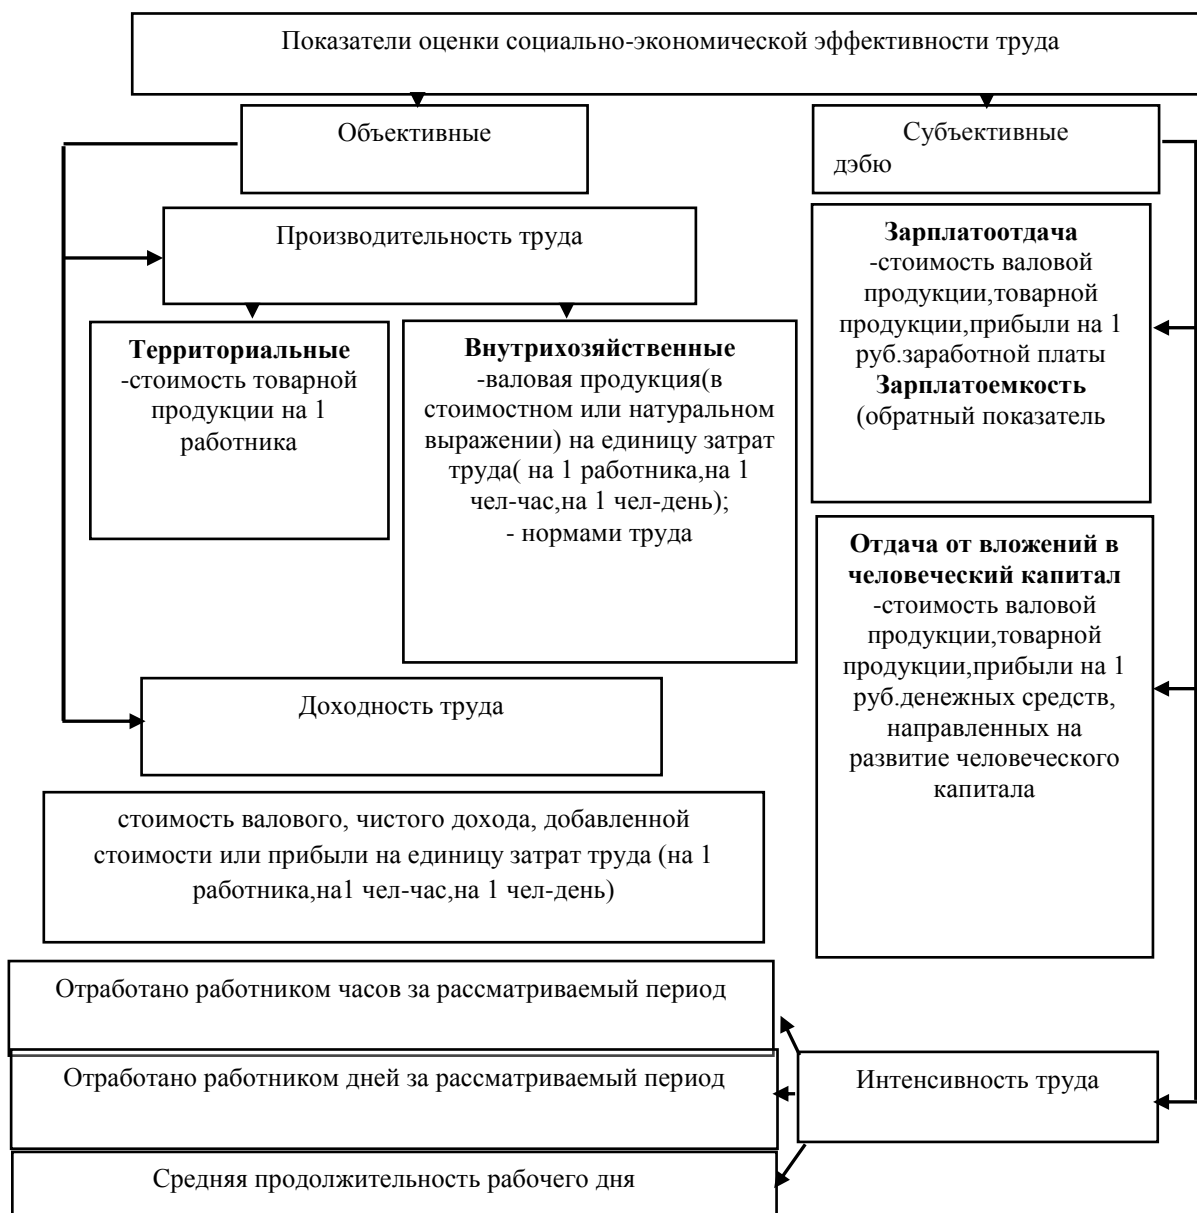 Показатели оценки социально-экономической эффективности труда
Объективные
Субъективные
дэбю
Производительность труда
Территориальные
-стоимость товарной
продукции на 1
работника
Внутрихозяйственные
-валовая продукция(в
стоимостном или натуральном
выражении) на единицу затрат
труда( на 1 работника,на 1
чел-час,на 1 чел-день);
- нормами труда
Зарплатоотдача
-стоимость валовой
продукции,товарной
продукции,прибыли на 1
руб.заработной платы
Зарплатоемкость
(обратный показатель
Отдача от вложений в
человеческий капитал
-стоимость валовой
продукции,товарной
продукции,прибыли на 1
руб.денежных средств,
направленных на
развитие человеческого
капитала
Доходность труда
стоимость валового, чистого дохода, добавленной
стоимости или прибыли на единицу затрат труда (на 1
работника,на1 чел-час,на 1 чел-день)
Отработано работником часов за рассматриваемый период
Отработано работником дней за рассматриваемый период
Интенсивность труда
Средняя продолжительность рабочего дня